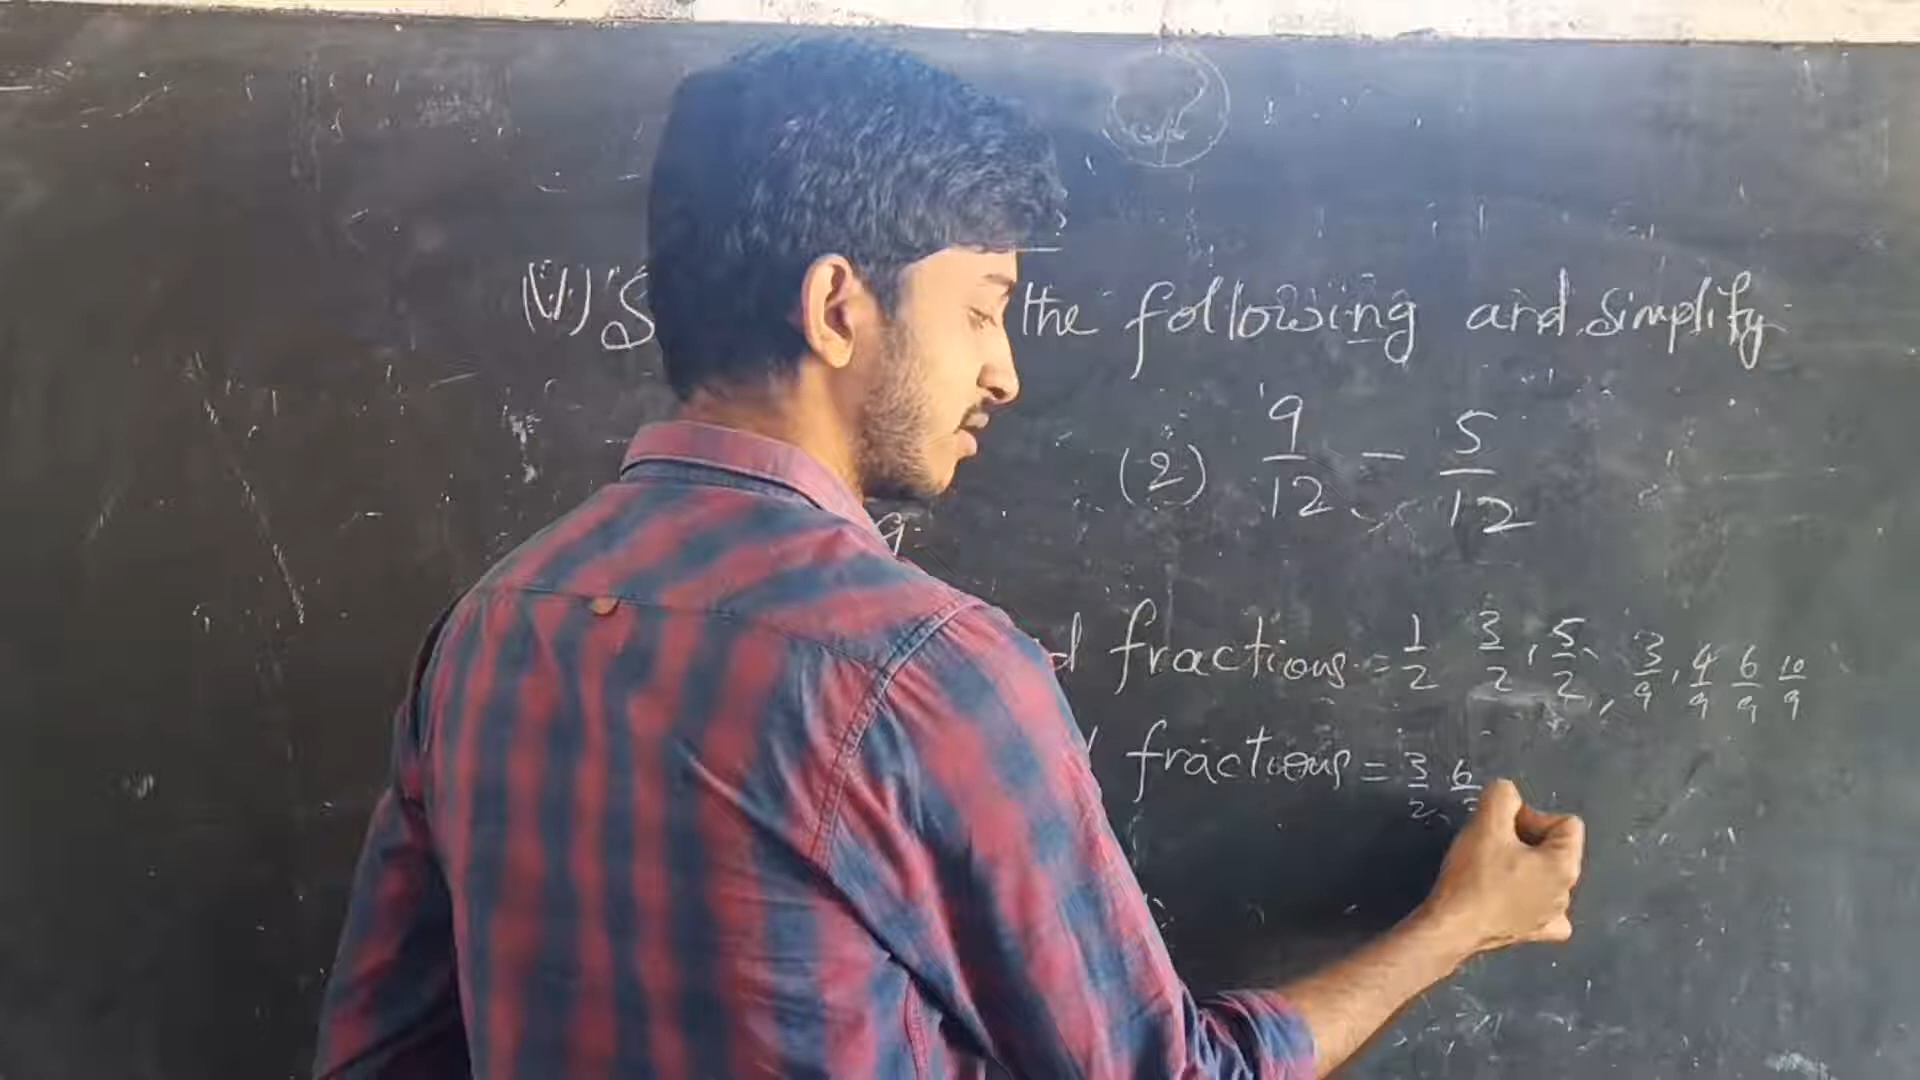 (V) S the following and simplify
(2) 9/12 - 5/12
9
d fractions = 1/2 3/2, 5/2, 3/9, 4/9 6/9 10/9
fractions = 3/2, 6